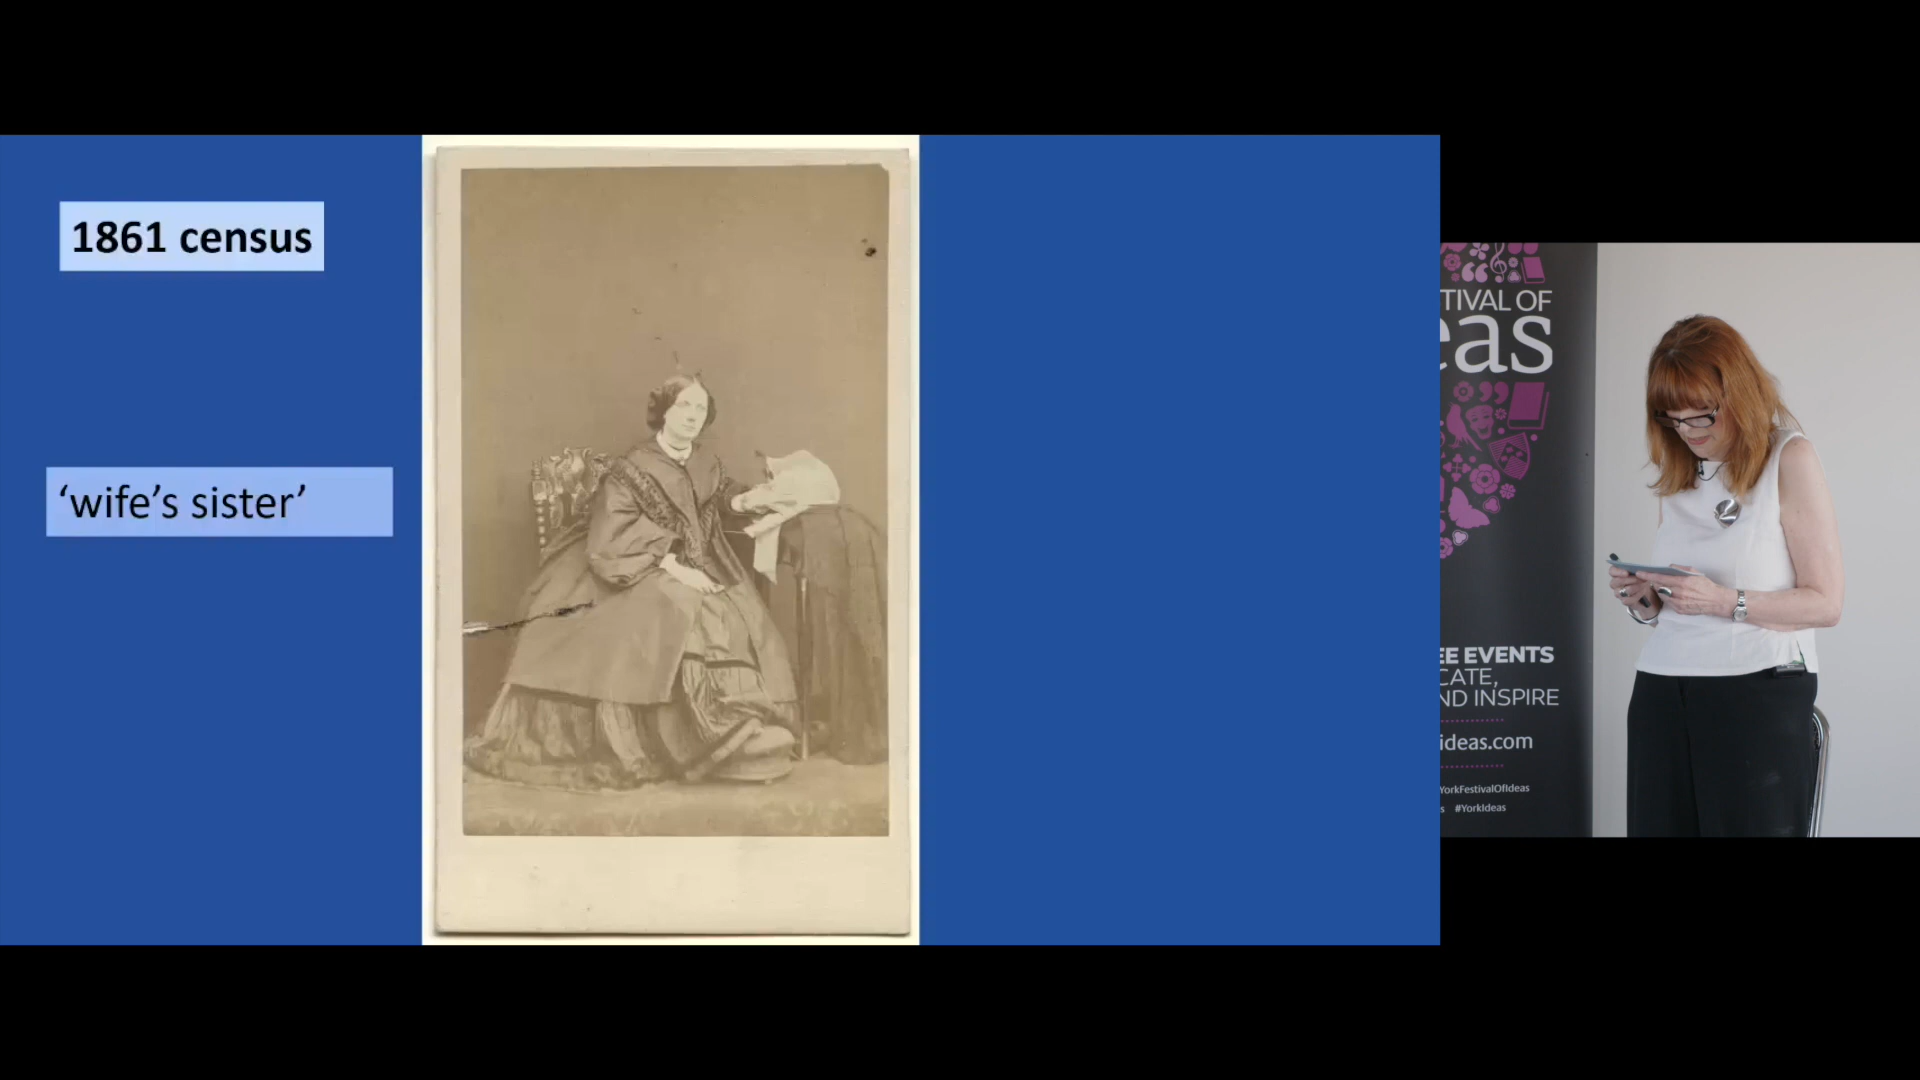 1861 census
‘wife’s sister’
TIVAL OF
eas
EE EVENTS
CATE,
ND INSPIRE
ideas.com
YorkFestivalOfIdeas
s #YorkIdeas